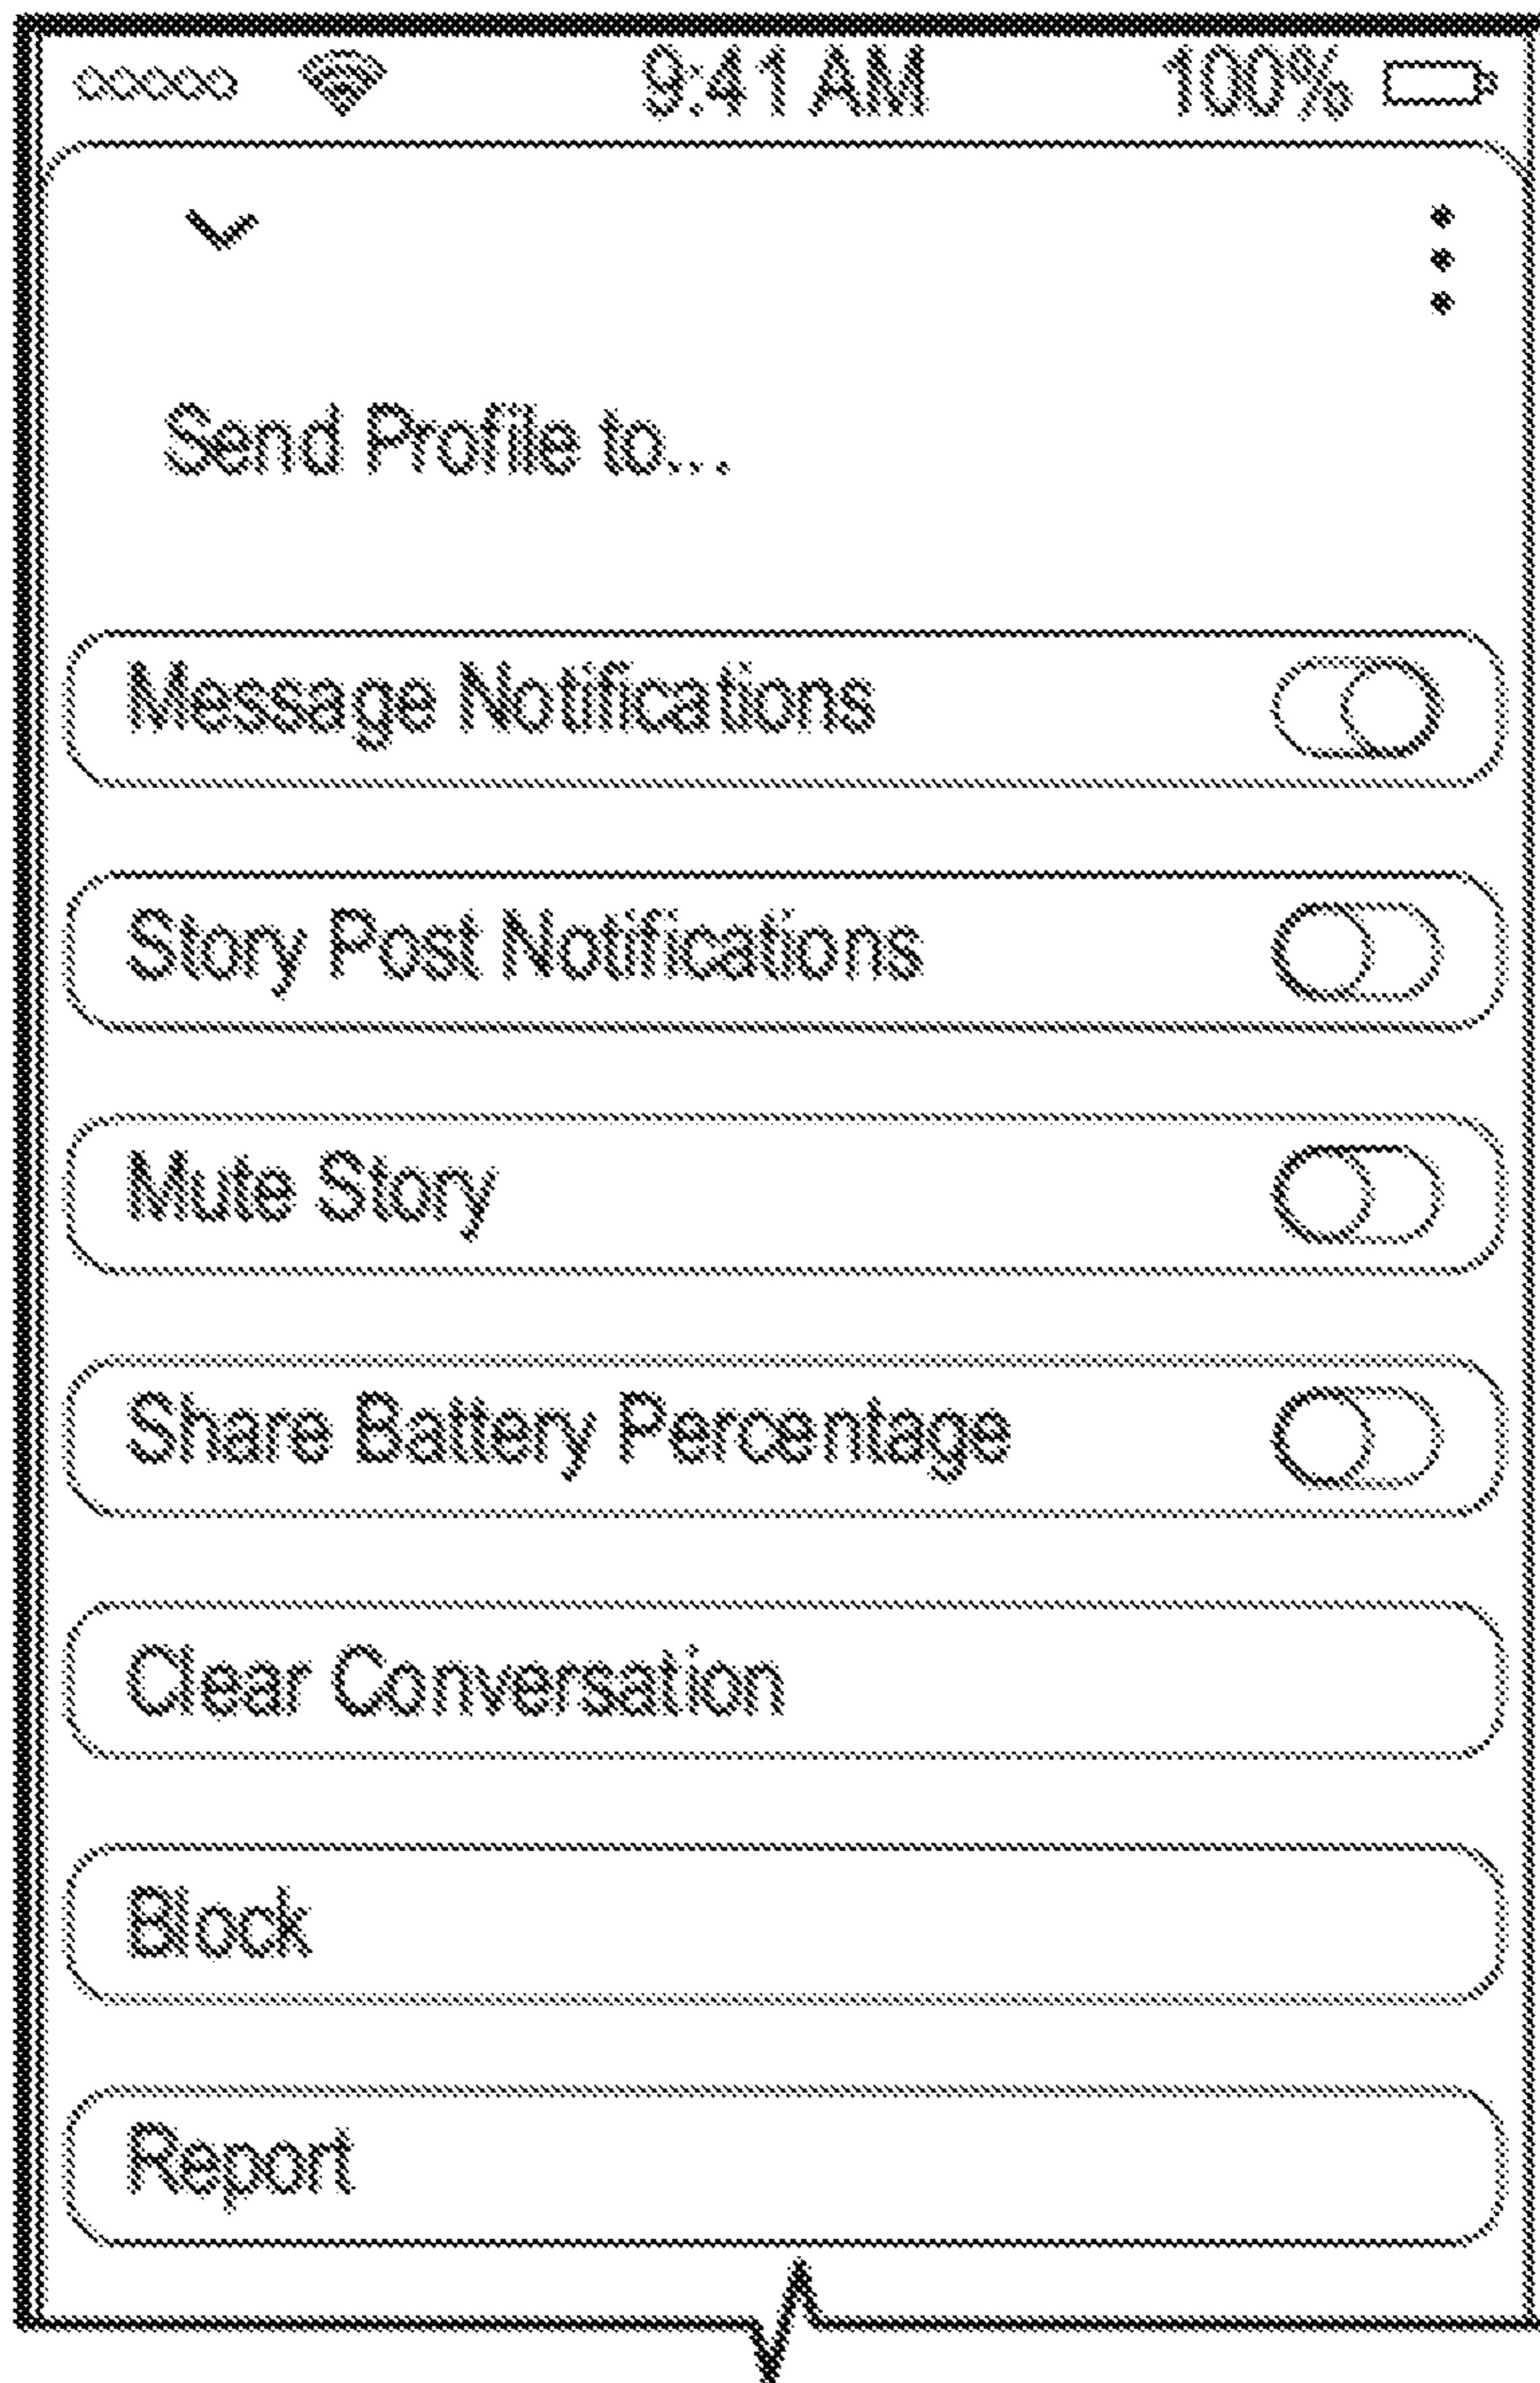 9:41 AM 100%
Send Profile to...
Message Notifications
Story Post Notifications
Mute Story
Share Battery Percentage
Clear Conversation
Block
Report